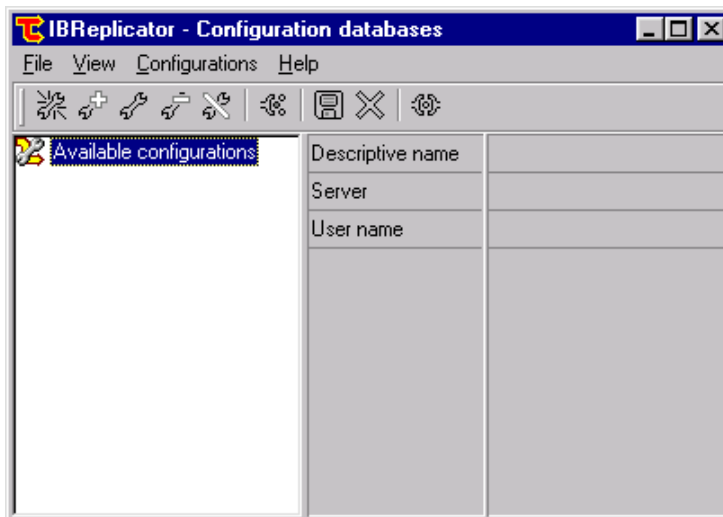 IBReplicator - Configuration databases
File View Configurations Help
Available configurations
Descriptive name
Server
User name